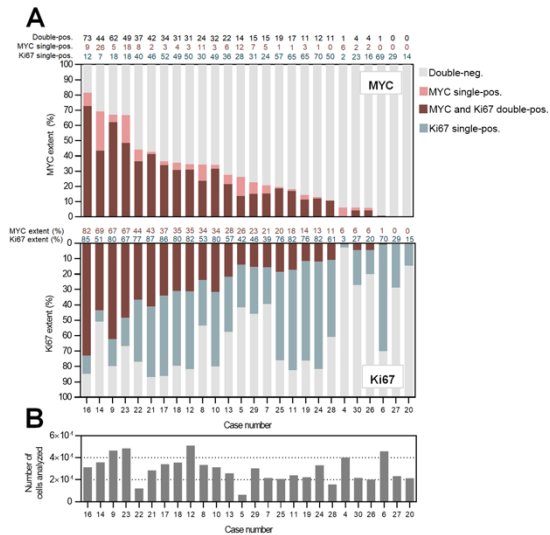 A
Double-pos. 73 44 62 49 37 42 34 31 31 24 32 22 14 15 15 19 17 11 12 11 1 4 4 1 0 0
MYC single-pos. 9 26 5 18 8 2 3 4 3 11 3 6 12 7 5 1 1 3 1 0 6 2 2 0 0 0
Ki67 single-pos. 12 7 18 18 40 46 52 49 50 30 49 36 28 31 24 57 65 65 70 50 2 23 16 69 29 14
MYC extent (%)
100
90
80
70
60
50
40
30
20
10
0
MYC
Double-neg.
MYC single-pos.
MYC and Ki67 double-pos.
Ki67 single-pos.
MYC extent (%) 82 69 67 67 44 43 37 35 35 34 34 28 26 23 21 20 18 14 13 11 6 6 6 1 0 0
Ki67 extent (%) 85 51 80 67 77 87 86 80 82 53 80 57 42 46 39 76 82 76 82 61 3 27 20 70 29 15
Ki67 extent (%)
0
10
20
30
40
50
60
70
80
90
100
Ki67
16 14 9 23 22 21 17 18 12 8 10 13 5 29 7 25 11 19 24 28 4 30 26 6 27 20
Case number
B
Number of
cells analyzed
6×10⁴
4×10⁴
2×10⁴
0
16 14 9 23 22 21 17 18 12 8 10 13 5 29 7 25 11 19 24 28 4 30 26 6 27 20
Case number